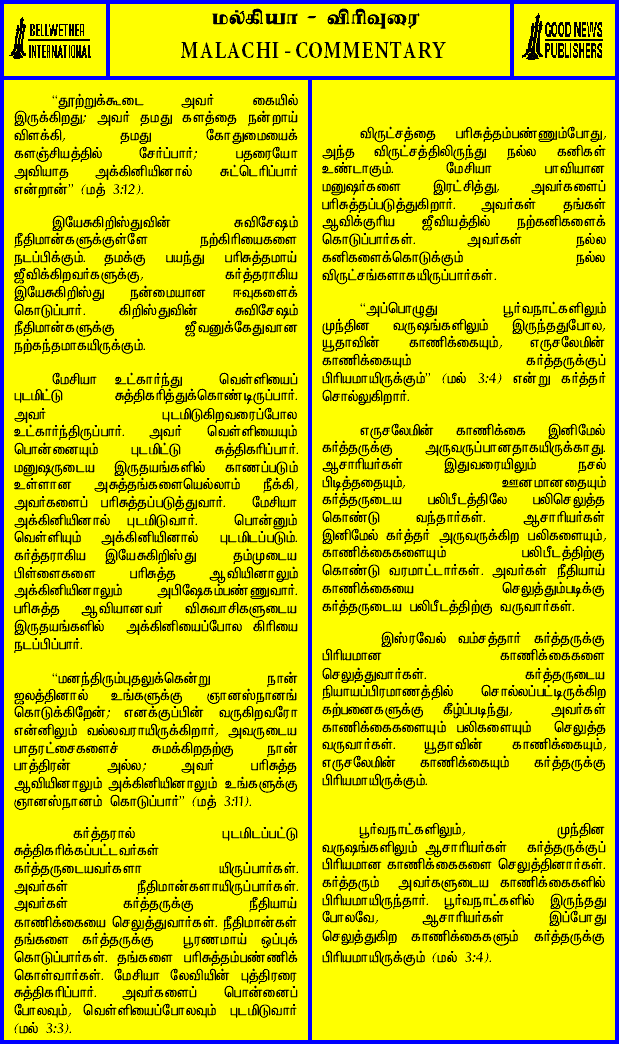 BELLWETHER
INTERNATIONAL
மல்கியா - விரிவுரை
MALACHI - COMMENTARY
GOOD NEWS
PUBLISHERS
“தூற்றுக்கூடை அவர் கையில்
இருக்கிறது; அவர் தமது களத்தை நன்றாய்
விளக்கி, தமது கோதுமையைக்
களஞ்சியத்தில் சேர்ப்பார்; பதரையோ
அவியாத அக்கினியினால் சுட்டெரிப்பார்
என்றான்” (மத் 3:12).
இயேசுகிறிஸ்துவின் சுவிசேஷம்
நீதிமான்களுக்குள்ளே நற்கிரியைகளை
நடப்பிக்கும். தமக்கு பயந்து பரிசுத்தமாய்
ஜீவிக்கிறவர்களுக்கு, கர்த்தராகிய
இயேசுகிறிஸ்து நன்மையான ஈவுகளைக்
கொடுப்பார். கிறிஸ்துவின் சுவிசேஷம்
நீதிமான்களுக்கு ஜீவனுக்கேதுவான
நற்கந்தமாகயிருக்கும்.
மேசியா உட்கார்ந்து வெள்ளியைப்
புடமிட்டு சுத்திகரித்துக்கொண்டிருப்பார்.
அவர் புடமிடுகிறவரைப்போல
உட்கார்ந்திருப்பார். அவர் வெள்ளியையும்
பொன்னையும் புடமிட்டு சுத்திகரிப்பார்.
மனுஷருடைய இருதயங்களில் காணப்படும்
உள்ளான அசுத்தங்களையெல்லாம் நீக்கி,
அவர்களைப் பரிசுத்தப்படுத்துவார். மேசியா
அக்கினியினால் புடமிடுவார். பொன்னும்
வெள்ளியும் அக்கினியினால் புடமிடப்படும்.
கர்த்தராகிய இயேசுகிறிஸ்து தம்முடைய
பிள்ளைகளை பரிசுத்த ஆவியினாலும்
அக்கினியினாலும் அபிஷேகம்பண்ணுவார்.
பரிசுத்த ஆவியானவர் விசுவாசிகளுடைய
இருதயங்களில் அக்கினியைப்போல கிரியை
நடப்பிப்பார்.
“மனந்திரும்புதலுக்கென்று நான்
ஜலத்தினால் உங்களுக்கு ஞானஸ்நானங்
கொடுக்கிறேன்; எனக்குப்பின் வருகிறவரோ
என்னிலும் வல்லவராயிருக்கிறார், அவருடைய
பாதரட்சைகளைச் சுமக்கிறதற்கு நான்
பாத்திரன் அல்ல; அவர் பரிசுத்த
ஆவியினாலும் அக்கினியினாலும் உங்களுக்கு
ஞானஸ்நானம் கொடுப்பார்” (மத் 3:11).
கர்த்தரால் புடமிடப்பட்டு
சுத்திகரிக்கப்பட்டவர்கள்
கர்த்தருடையவர்களா யிருப்பார்கள்.
அவர்கள் நீதிமான்களாயிருப்பார்கள்.
அவர்கள் கர்த்தருக்கு நீதியாய்
காணிக்கையை செலுத்துவார்கள். நீதிமான்கள்
தங்களை கர்த்தருக்கு பூரணமாய் ஒப்புக்
கொடுப்பார்கள். தங்களை பரிசுத்தம்பண்ணிக்
கொள்வார்கள். மேசியா லேவியின் புத்திரரை
சுத்திகரிப்பார். அவர்களைப் பொன்னைப்
போலவும், வெள்ளியைப்போலவும் புடமிடுவார்
(மல் 3:3).
விருட்சத்தை பரிசுத்தம்பண்ணும்போது,
அந்த விருட்சத்திலிருந்து நல்ல கனிகள்
உண்டாகும். மேசியா பாவியான
மனுஷர்களை இரட்சித்து, அவர்களைப்
பரிசுத்தப்படுத்துகிறார். அவர்கள் தங்கள்
ஆவிக்குரிய ஜீவியத்தில் நற்கனிகளைக்
கொடுப்பார்கள். அவர்கள் நல்ல
கனிகளைக்கொடுக்கும் நல்ல
விருட்சங்களாகயிருப்பார்கள்.
“அப்பொழுது பூர்வநாட்களிலும்
முந்தின வருஷங்களிலும் இருந்ததுபோல,
யூதாவின் காணிக்கையும், எருசலேமின்
காணிக்கையும் கர்த்தருக்குப்
பிரியமாயிருக்கும்” (மல் 3:4) என்று கர்த்தர்
சொல்லுகிறார்.
எருசலேமின் காணிக்கை இனிமேல்
கர்த்தருக்கு அருவருப்பானதாகயிருக்காது.
ஆசாரியர்கள் இதுவரையிலும் நசல்
பிடித்ததையும், ஊனமானதையும்
கர்த்தருடைய பலிபீடத்திலே பலிசெலுத்த
கொண்டு வந்தார்கள். ஆசாரியர்கள்
இனிமேல் கர்த்தர் அருவருக்கிற பலிகளையும்,
காணிக்கைகளையும் பலிபீடத்திற்கு
கொண்டு வரமாட்டார்கள். அவர்கள் நீதியாய்
காணிக்கையை செலுத்தும்படிக்கு
கர்த்தருடைய பலிபீடத்திற்கு வருவார்கள்.
இஸ்ரவேல் வம்சத்தார் கர்த்தருக்கு
பிரியமான காணிக்கைகளை
செலுத்துவார்கள். கர்த்தருடைய
நியாயப்பிரமாணத்தில் சொல்லப்பட்டிருக்கிற
கற்பனைகளுக்கு கீழ்ப்படிந்து, அவர்கள்
காணிக்கைகளையும் பலிகளையும் செலுத்த
வருவார்கள். யூதாவின் காணிக்கையும்,
எருசலேமின் காணிக்கையும் கர்த்தருக்கு
பிரியமாயிருக்கும்.
பூர்வநாட்களிலும், முந்தின
வருஷங்களிலும் ஆசாரியர்கள் கர்த்தருக்குப்
பிரியமான காணிக்கைகளை செலுத்தினார்கள்.
கர்த்தரும் அவர்களுடைய காணிக்கைகளில்
பிரியமாயிருந்தார். பூர்வநாட்களில் இருந்தது
போலவே, ஆசாரியர்கள் இப்போது
செலுத்துகிற காணிக்கைகளும் கர்த்தருக்கு
பிரியமாயிருக்கும் (மல் 3:4).